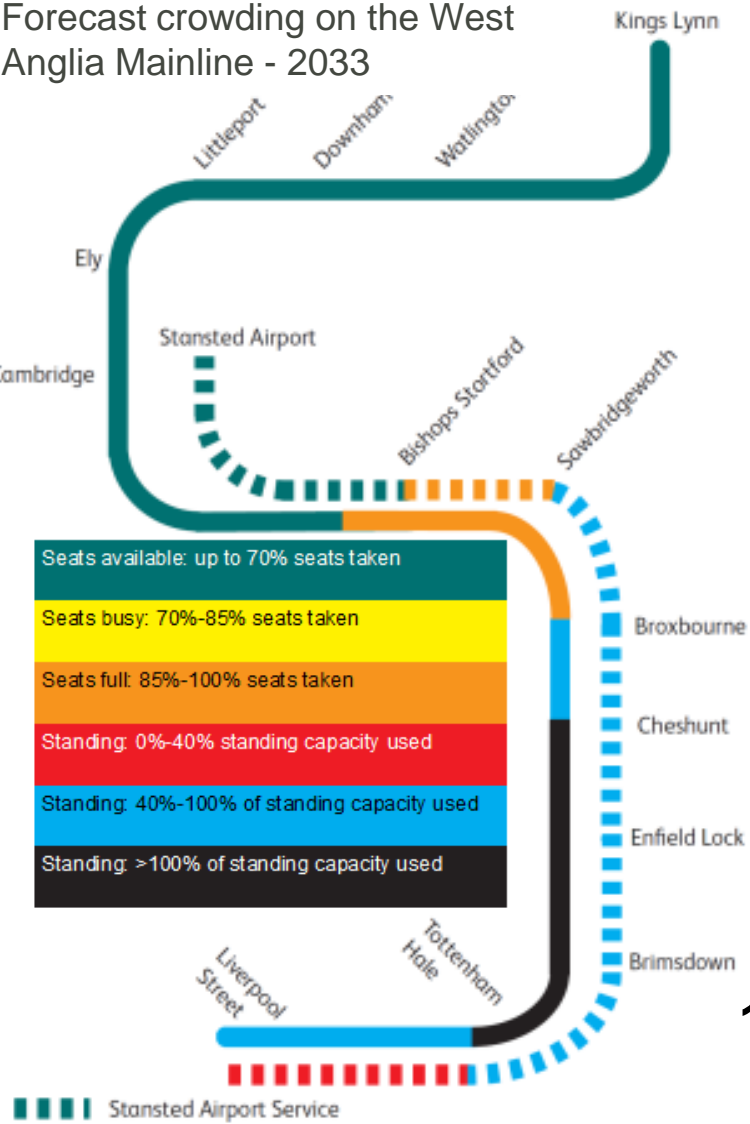 Forecast crowding on the West
Anglia Mainline - 2033
Kings Lynn
Littleport
Downham
Ely
Stansted Airport
Bishops Stortford
Sawbridgeworth
Seats available: up to 70% seats taken
Seats busy: 70%-85% seats taken
Seats full: 85%-100% seats taken
Standing: 0%-40% standing capacity used
Standing: 40%-100% of standing capacity used
Standing: >100% of standing capacity used
Broxbourne
Cheshunt
Enfield Lock
Brimsdown
Tottenham
Hale
Liverpool
Street
Stansted Airport Service